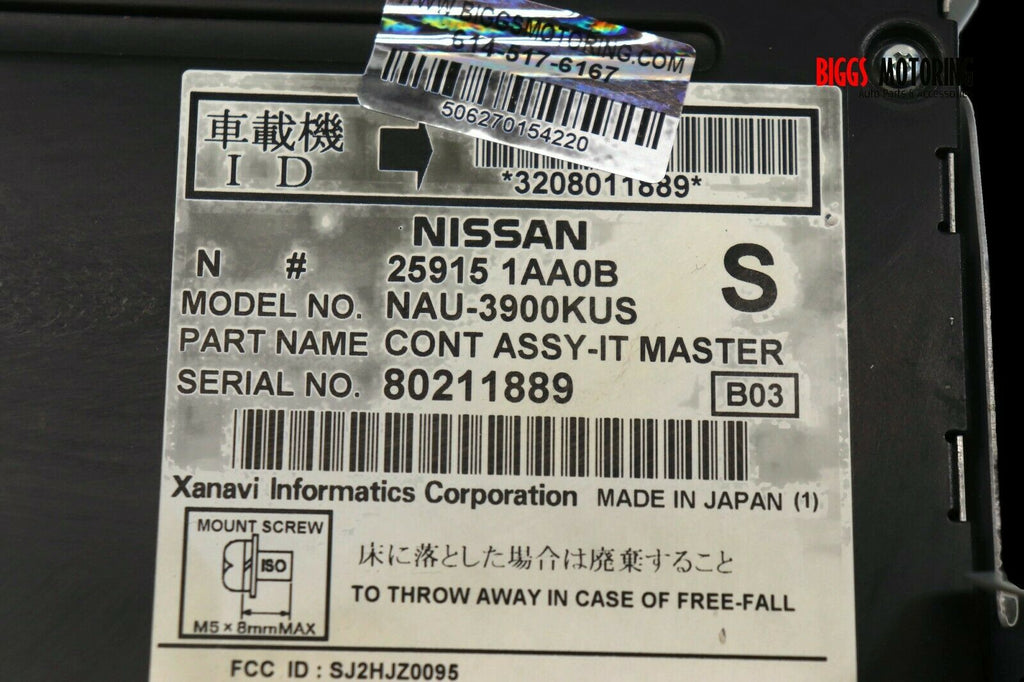 WWW.BIGGSMOTORING.COM
614-517-6167
506270154220
BIGGS MOTORING
Auto Parts & Accessories
車載機
ID
*3208011889*
NISSAN
N # 25915 1AA0B
S
MODEL NO. NAU-3900KUS
PART NAME CONT ASSY-IT MASTER
SERIAL NO. 80211889
B03
Xanavi Informatics Corporation MADE IN JAPAN (1)
MOUNT SCREW
ISO
M5×8mmMAX
床に落とした場合は廃棄すること
TO THROW AWAY IN CASE OF FREE-FALL
FCC ID : SJ2HJZ0095